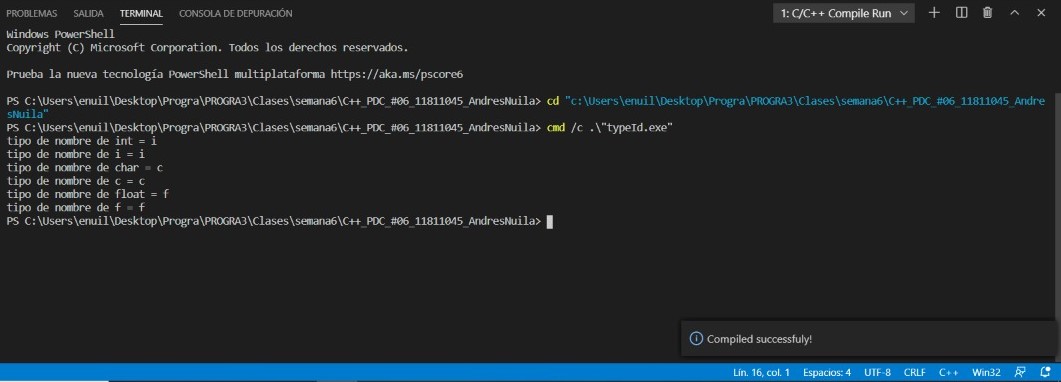 PROBLEMAS SALIDA TERMINAL CONSOLA DE DEPURACIÓN 1: C/C++ Compile Run
Windows PowerShell
Copyright (C) Microsoft Corporation. Todos los derechos reservados.
Prueba la nueva tecnología PowerShell multiplataforma https://aka.ms/pscore6
PS C:\Users\enuil\Desktop\Progra\PROGRA3\Clases\semana6\C++_PDC_#06_11811045_AndresNuila> cd "c:\Users\enuil\Desktop\Progra\PROGRA3\Clases\semana6\C++_PDC_#06_11811045_Andre
sNuila"
PS C:\Users\enuil\Desktop\Progra\PROGRA3\Clases\semana6\C++_PDC_#06_11811045_AndresNuila> cmd /c .\"typeId.exe"
tipo de nombre de int = i
tipo de nombre de i = i
tipo de nombre de char = c
tipo de nombre de c = c
tipo de nombre de float = f
tipo de nombre de f = f
PS C:\Users\enuil\Desktop\Progra\PROGRA3\Clases\semana6\C++_PDC_#06_11811045_AndresNuila>
Compiled successfuly!
Lín. 16, col. 1 Espacios: 4 UTF-8 CRLF C++ Win32